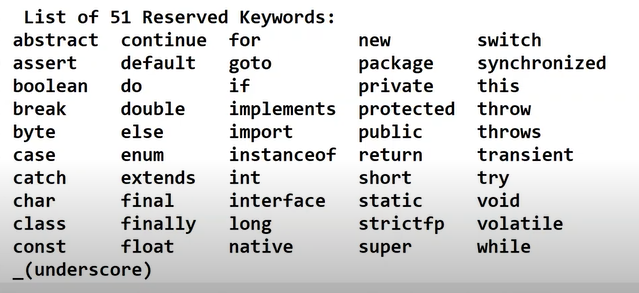 List of 51 Reserved Keywords:
abstract continue for new switch
assert default goto package synchronized
boolean do if private this
break double implements protected throw
byte else import public throws
case enum instanceof return transient
catch extends int short try
char final interface static void
class finally long strictfp volatile
const float native super while
_(underscore)